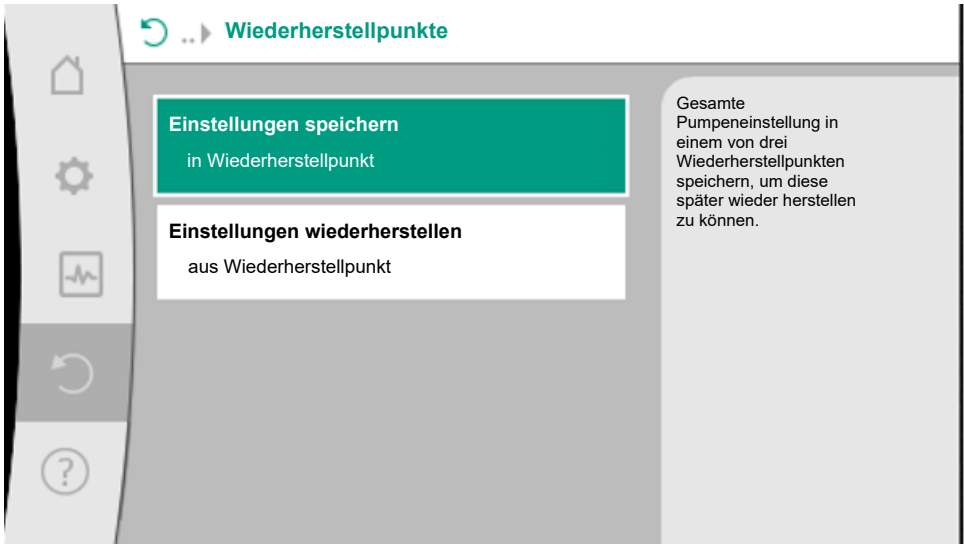 Wiederherstellpunkte
Einstellungen speichern
in Wiederherstellpunkt
Einstellungen wiederherstellen
aus Wiederherstellpunkt
Gesamte
Pumpeneinstellung in
einem von drei
Wiederherstellpunkten
speichern, um diese
später wieder herstellen
zu können.